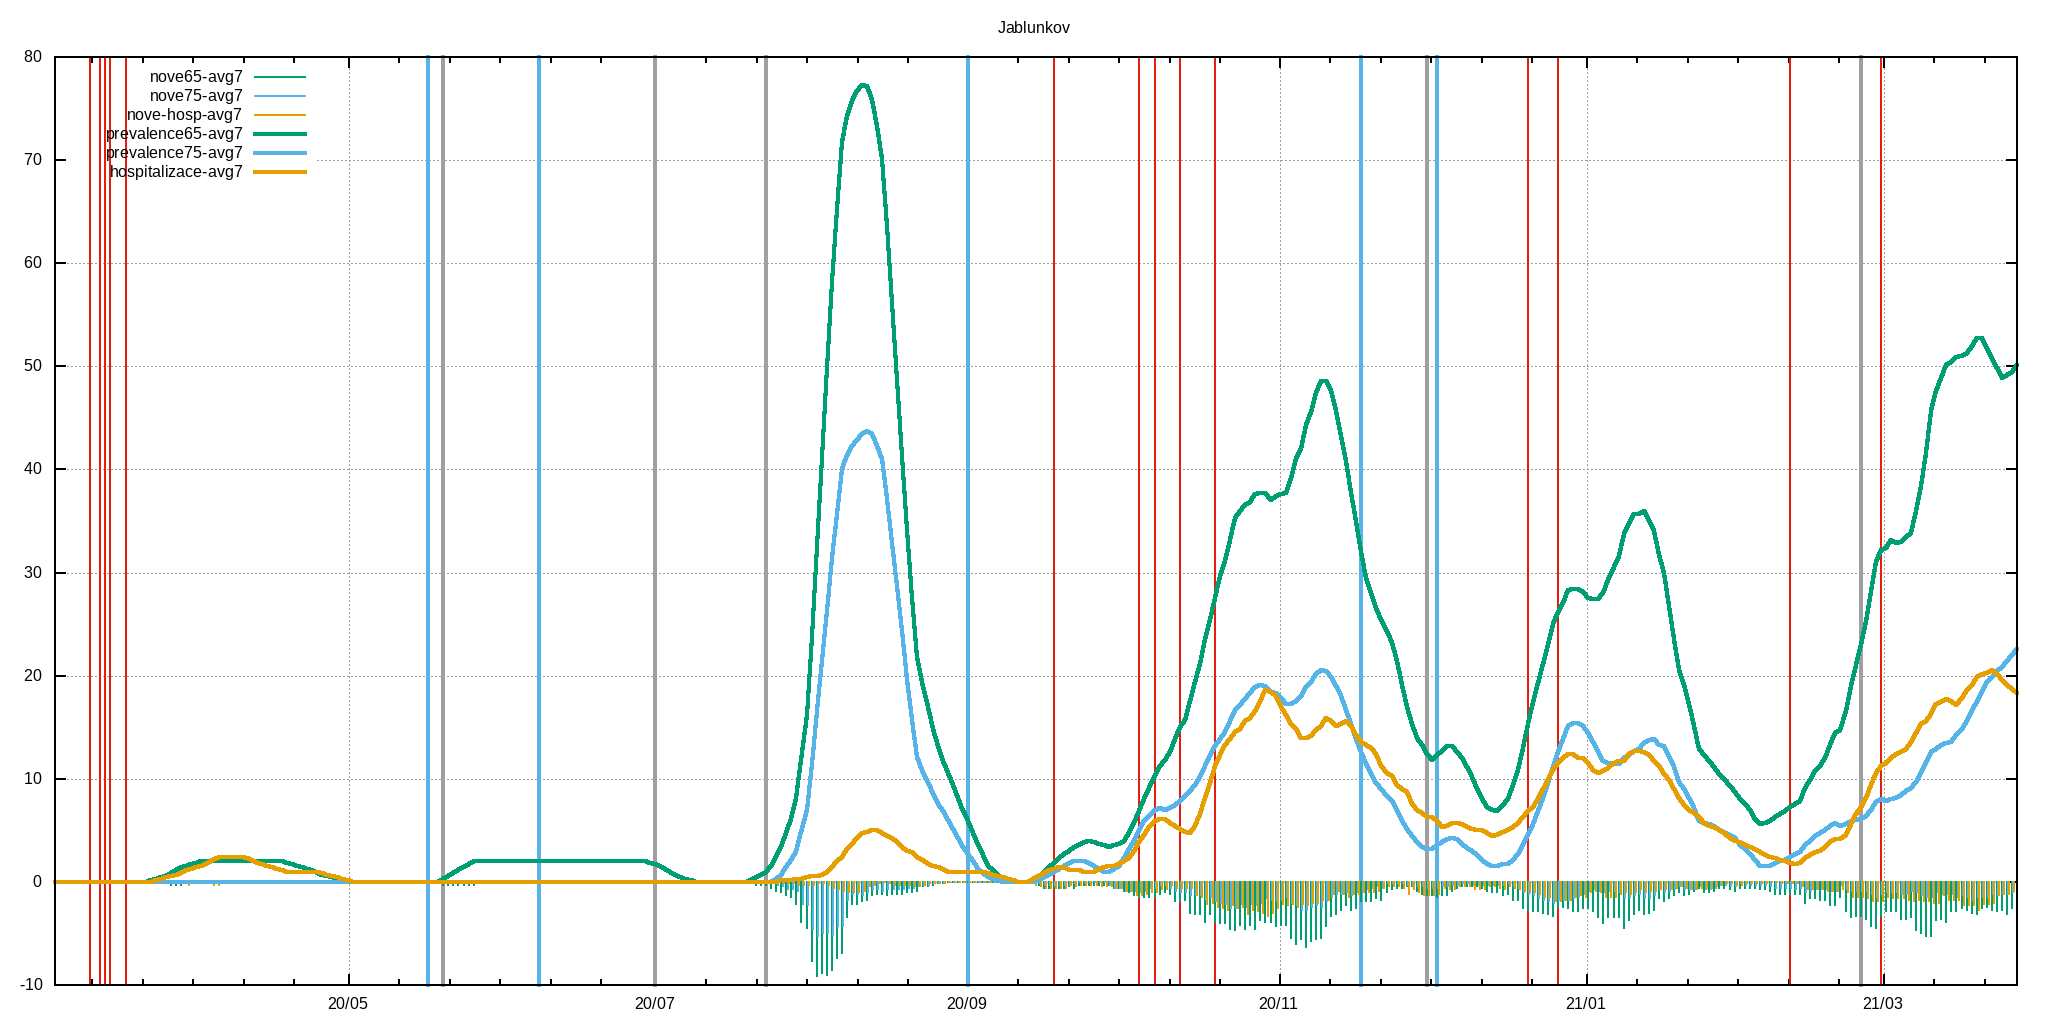 Jablunkov
80
70
60
50
40
30
20
10
0
-10
nove65-avg7
nove75-avg7
nove-hosp-avg7
prevalence65-avg7
prevalence75-avg7
hospitalizace-avg7
20/05
20/07
20/09
20/11
21/01
21/03